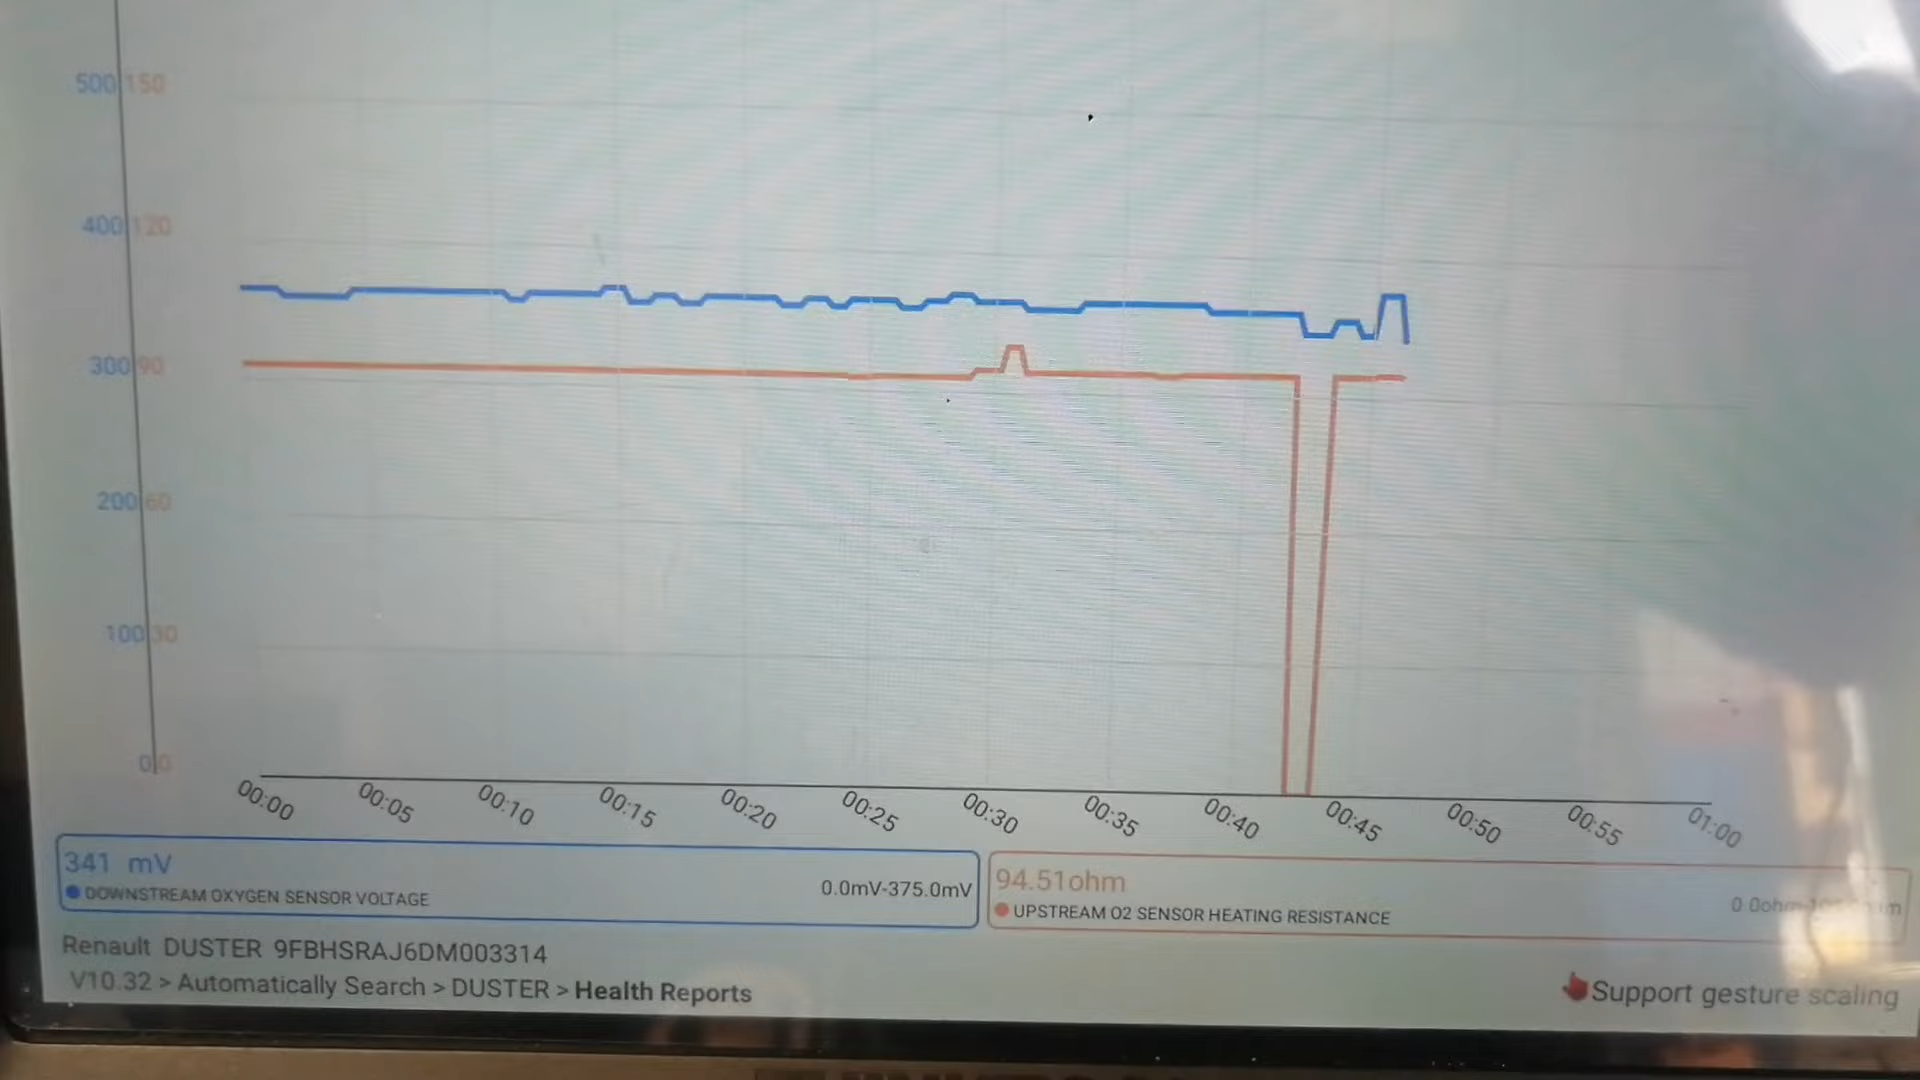 500 150
400 120
300 90
200 60
100 30
0 0
00:00 00:05 00:10 00:15 00:20 00:25 00:30 00:35 00:40 00:45 00:50 00:55 01:00
341 mV
DOWNSTREAM OXYGEN SENSOR VOLTAGE 0.0mV-375.0mV
94.51ohm
UPSTREAM O2 SENSOR HEATING RESISTANCE
Renault DUSTER 9FBHSRAJ6DM003314
V10.32 > Automatically Search > DUSTER > Health Reports
Support gesture scaling